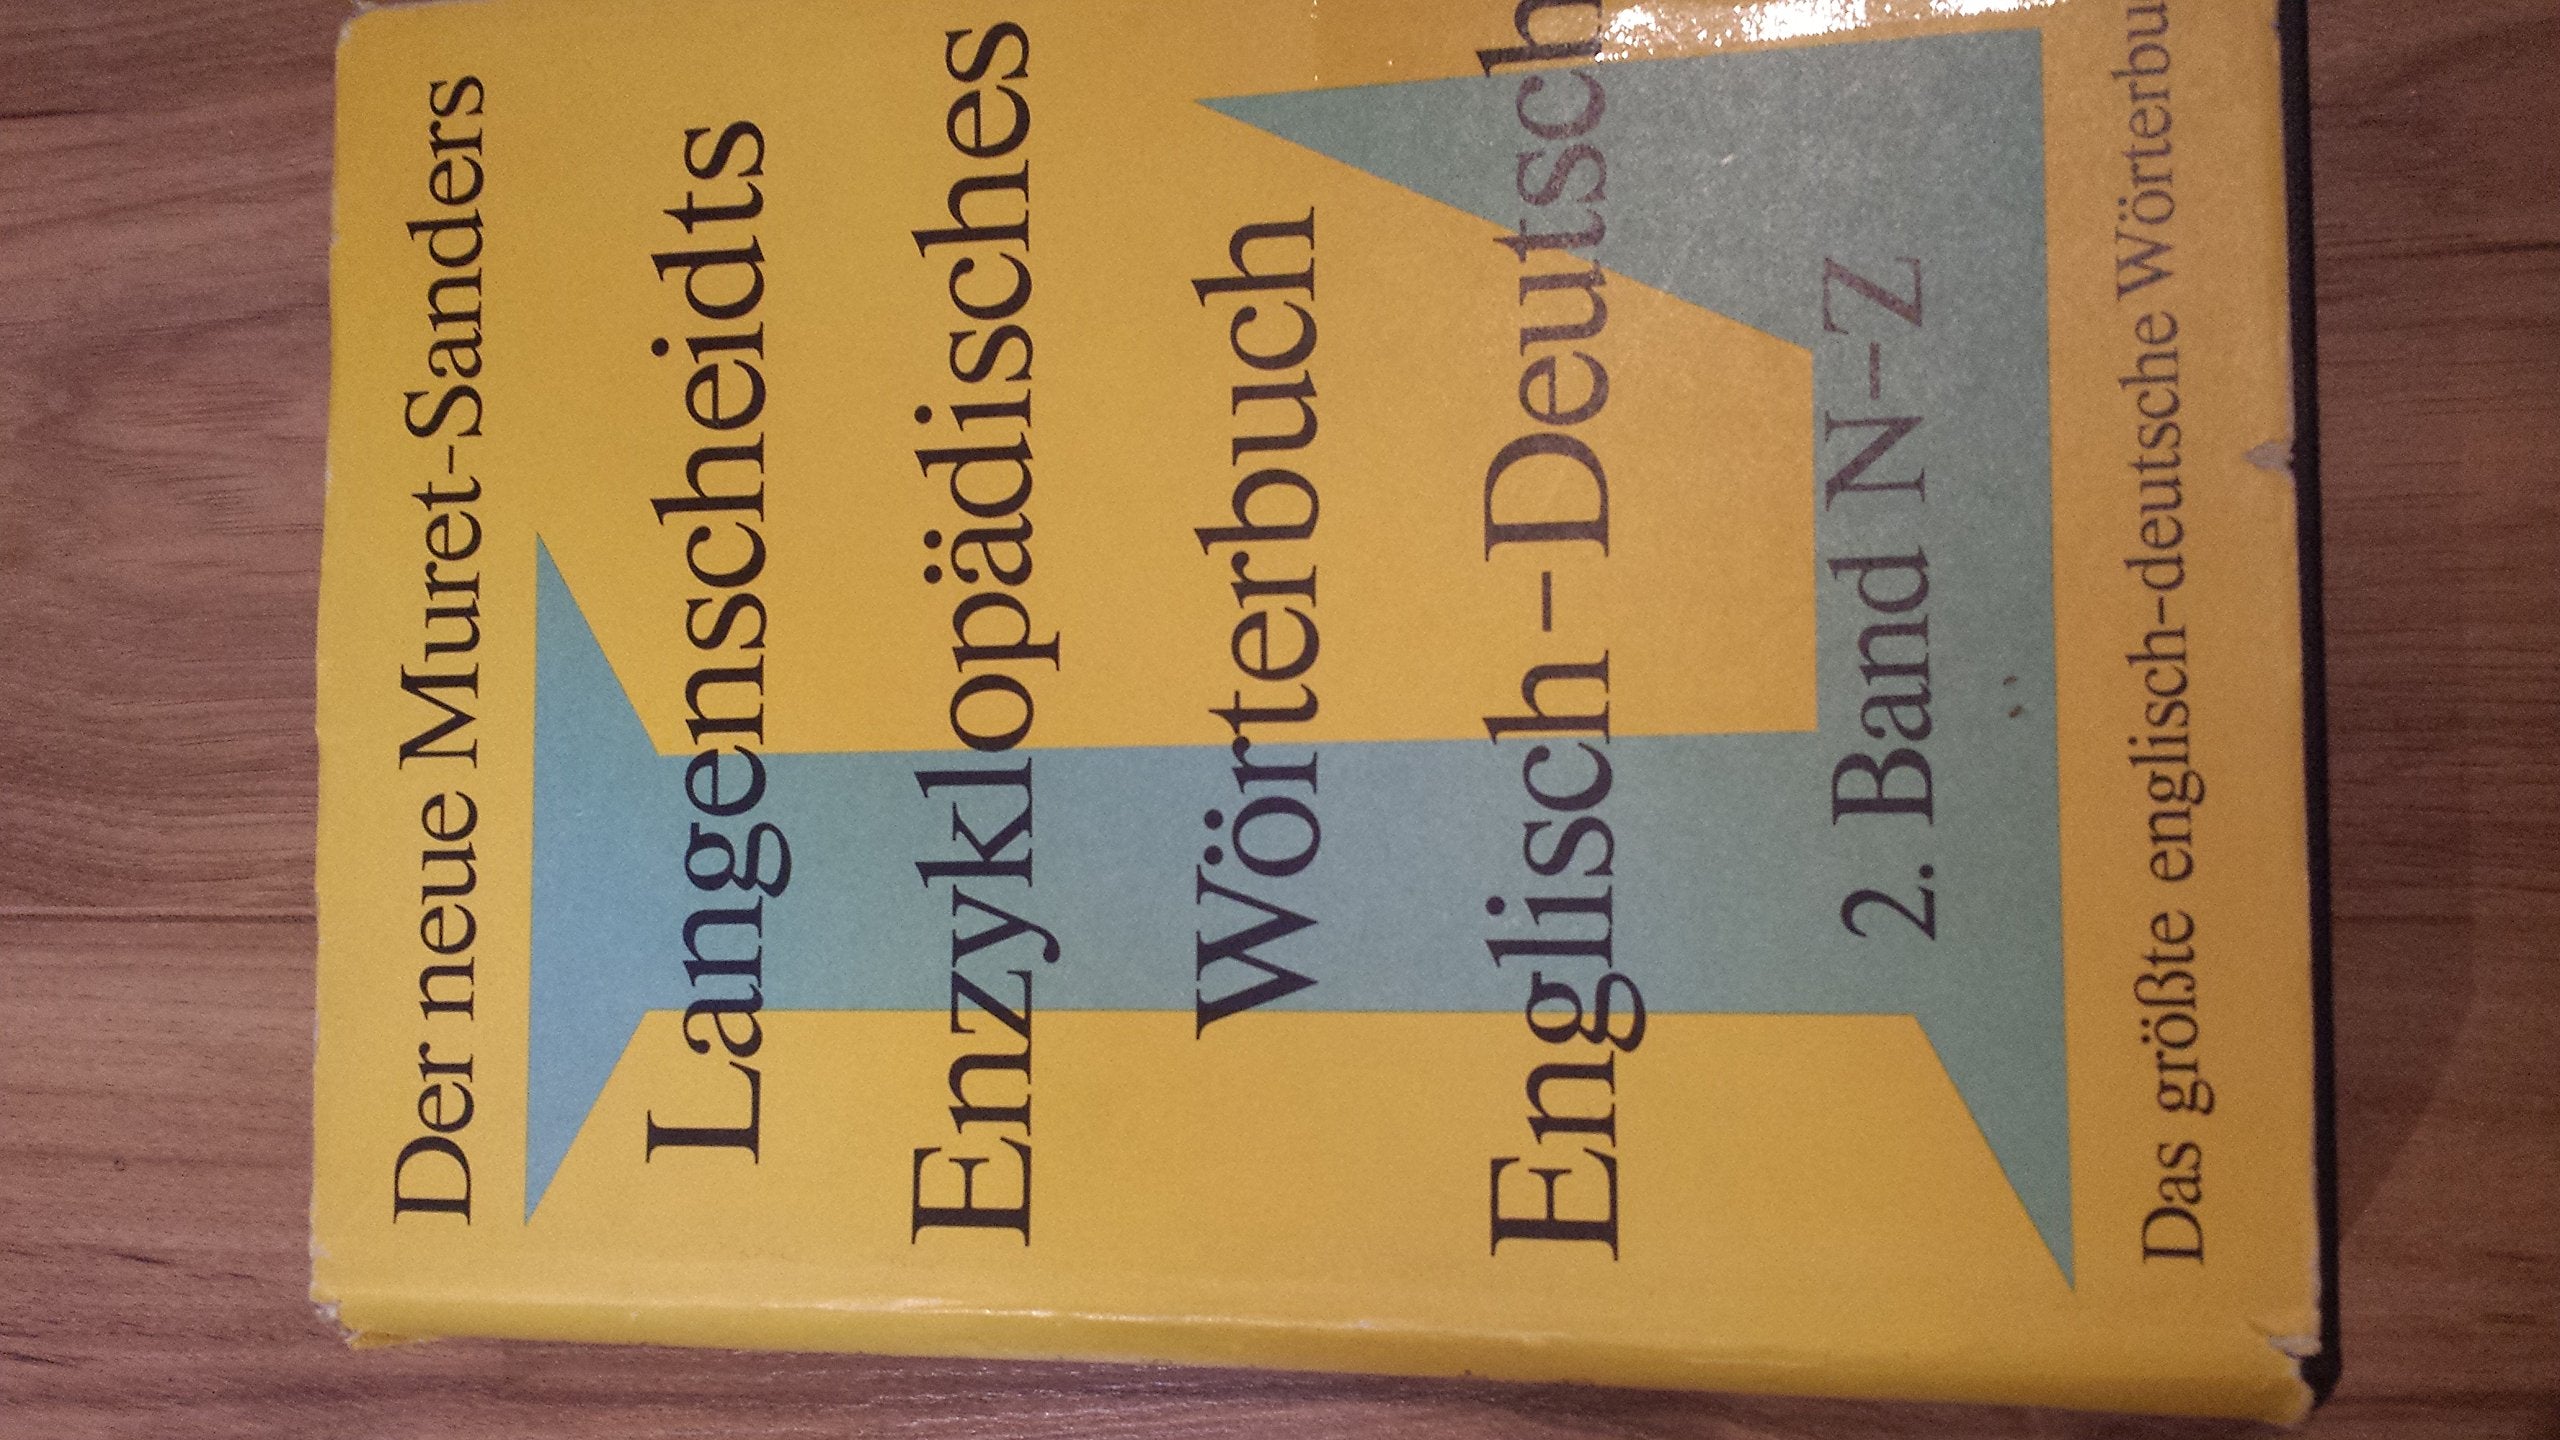 Der neue Muret-Sanders
Langenscheidts
Enzyklopädisches
Wörterbuch
Englisch-Deutsch
2. Band N-Z
Das größte englisch-deutsche Wörterbu